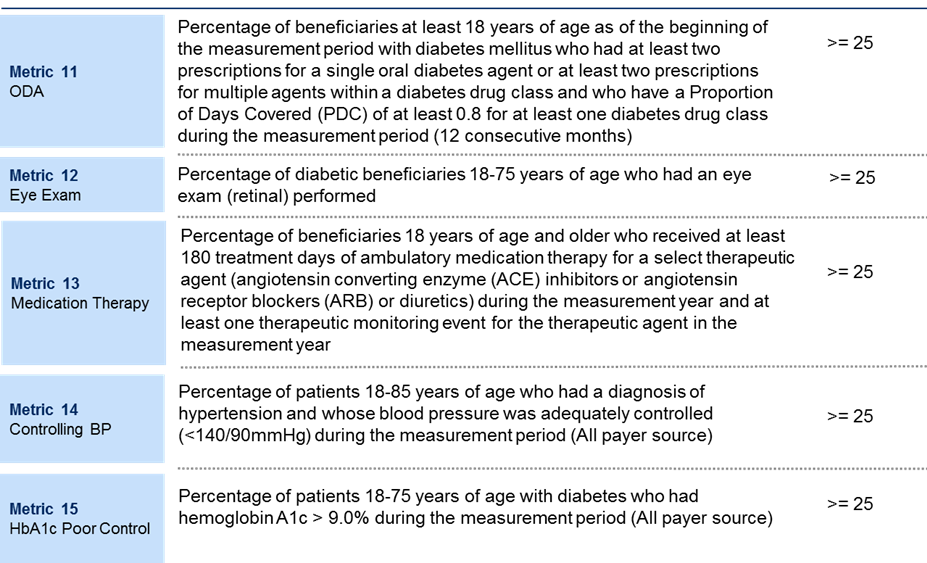 Percentage of beneficiaries at least 18 years of age as of the beginning of
the measurement period with diabetes mellitus who had at least two
prescriptions for a single oral diabetes agent or at least two prescriptions
for multiple agents within a diabetes drug class and who have a Proportion
of Days Covered (PDC) of at least 0.8 for at least one diabetes drug class
during the measurement period (12 consecutive months)
>= 25
Metric 11
ODA
Metric 12
Eye Exam
Percentage of diabetic beneficiaries 18-75 years of age who had an eye
exam (retinal) performed
>= 25
Metric 13
Medication Therapy
Percentage of beneficiaries 18 years of age and older who received at least
180 treatment days of ambulatory medication therapy for a select therapeutic
agent (angiotensin converting enzyme (ACE) inhibitors or angiotensin
receptor blockers (ARB) or diuretics) during the measurement year and at
least one therapeutic monitoring event for the therapeutic agent in the
measurement year
>= 25
Metric 14
Controlling BP
Percentage of patients 18-85 years of age who had a diagnosis of
hypertension and whose blood pressure was adequately controlled
(<140/90mmHg) during the measurement period (All payer source)
>= 25
Metric 15
HbA1c Poor Control
Percentage of patients 18-75 years of age with diabetes who had
hemoglobin A1c > 9.0% during the measurement period (All payer source)
>= 25